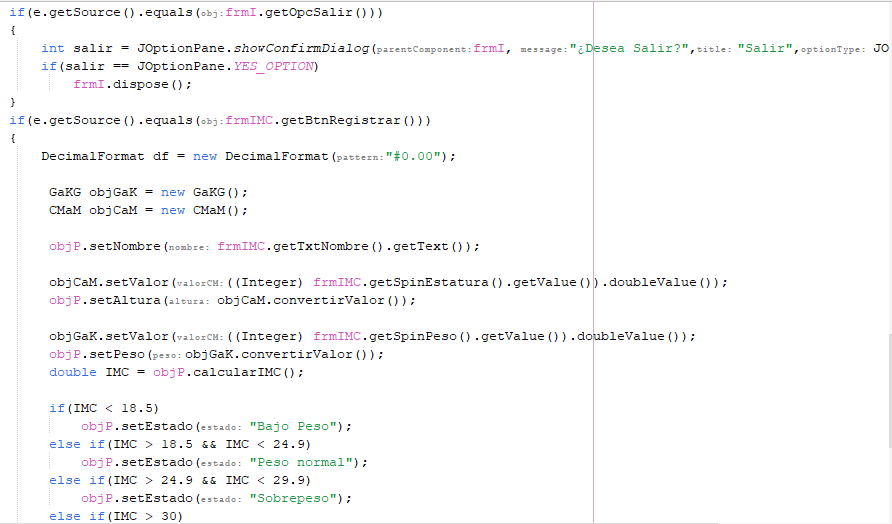 if(e.getSource().equals(obj:frmI.getOpcSalir()))
{
int salir = JOptionPane.showConfirmDialog(parentComponent:frmI, message:"¿Desea Salir?",title: "Salir",optionType: JO
if(salir == JOptionPane.YES_OPTION)
frmI.dispose();
}
if(e.getSource().equals(obj:frmIMC.getBtnRegistrar()))
{
DecimalFormat df = new DecimalFormat(pattern:"#0.00");
GaKG objGaK = new GaKG();
CMaM objCaM = new CMaM();
objP.setNombre(nombre: frmIMC.getTxtNombre().getText());
objCaM.setValor(valorCM:((Integer) frmIMC.getSpinEstatura().getValue()).doubleValue());
objP.setAltura(altura: objCaM.convertirValor());
objGaK.setValor(valorCM:((Integer) frmIMC.getSpinPeso().getValue()).doubleValue());
objP.setPeso(peso:objGaK.convertirValor());
double IMC = objP.calcularIMC();
if(IMC < 18.5)
objP.setEstado(estado: "Bajo Peso");
else if(IMC > 18.5 && IMC < 24.9)
objP.setEstado(estado: "Peso normal");
else if(IMC > 24.9 && IMC < 29.9)
objP.setEstado(estado: "Sobrepeso");
else if(IMC > 30)